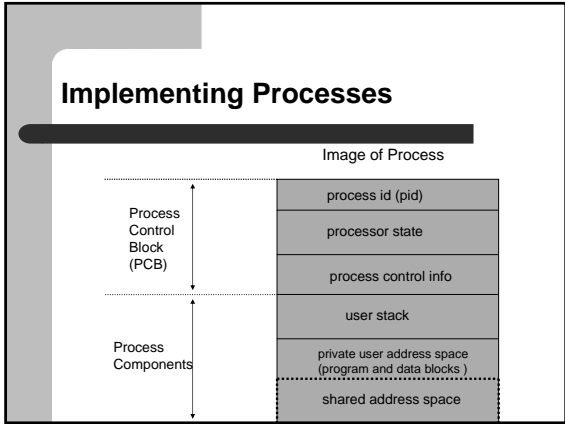 Implementing Processes
Image of Process
Process
Control
Block
(PCB)
process id (pid)
processor state
process control info
Process
Components
user stack
private user address space
(program and data blocks )
shared address space